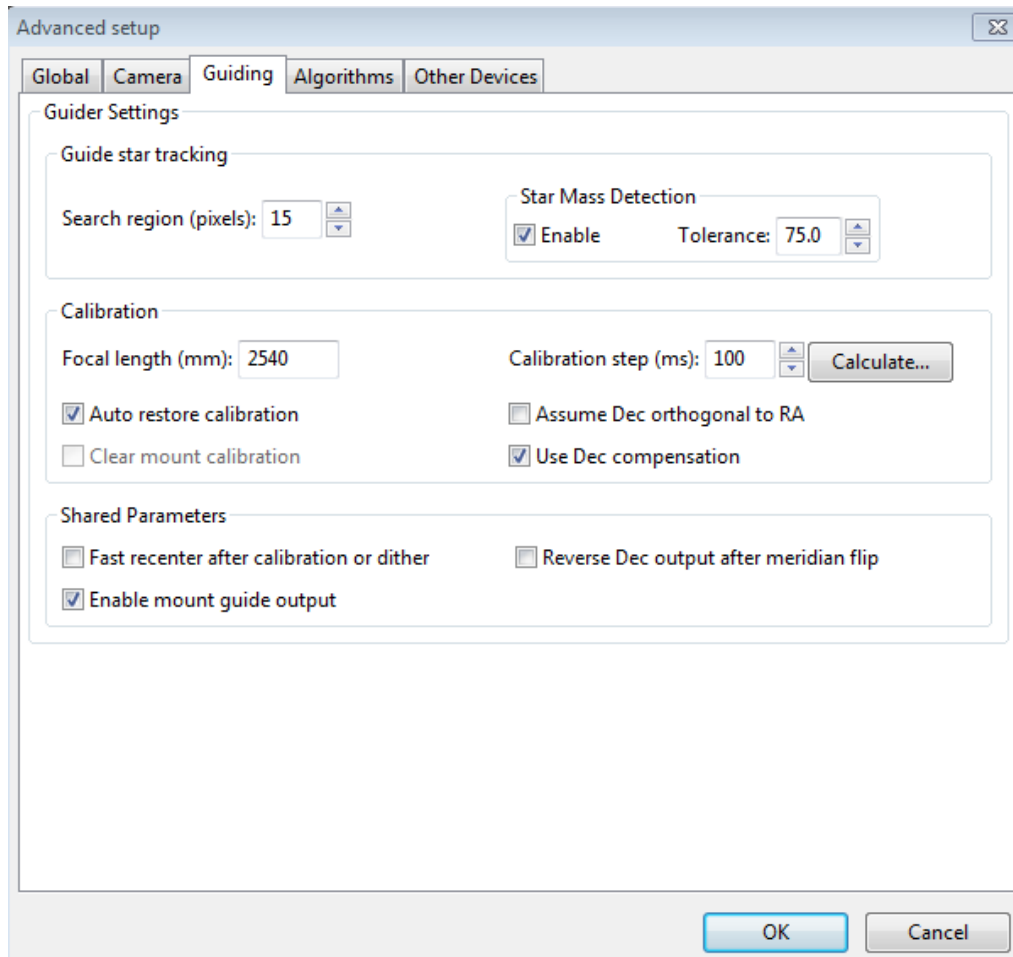 Advanced setup
Global Camera Guiding Algorithms Other Devices
Guider Settings
Guide star tracking
Search region (pixels): 15
Star Mass Detection
Enable Tolerance: 75.0
Calibration
Focal length (mm): 2540 Calibration step (ms): 100 Calculate...
Auto restore calibration Assume Dec orthogonal to RA
Clear mount calibration Use Dec compensation
Shared Parameters
Fast recenter after calibration or dither Reverse Dec output after meridian flip
Enable mount guide output
OK Cancel